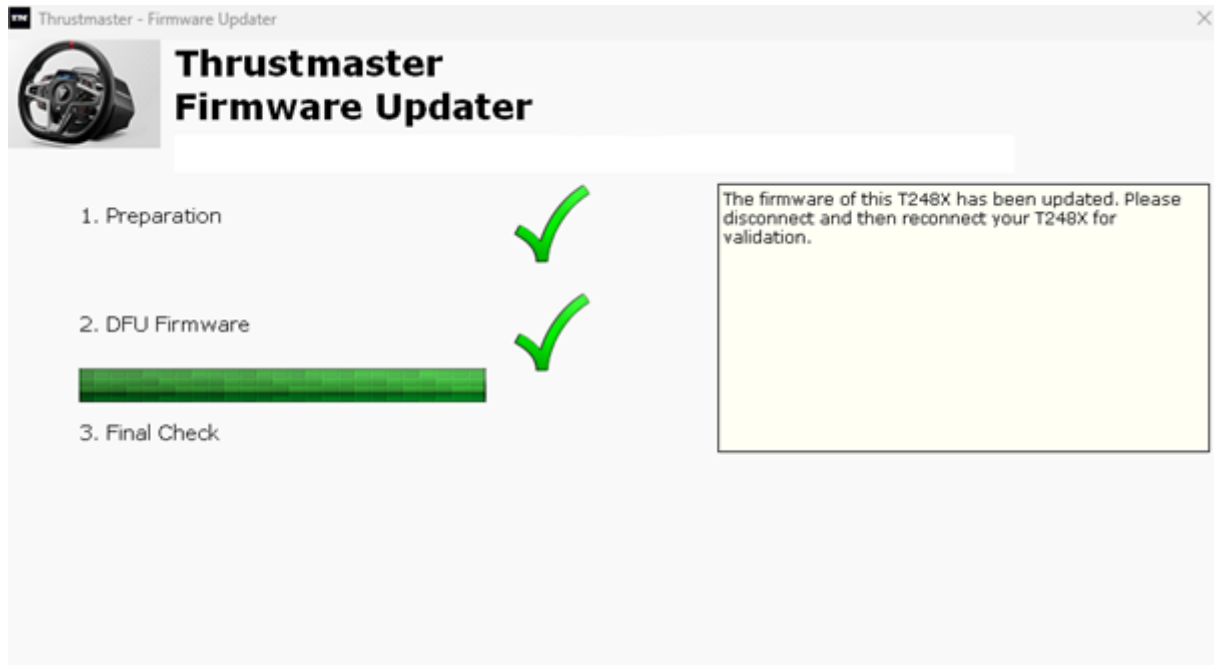 Thrustmaster - Firmware Updater
Thrustmaster
Firmware Updater
1. Preparation
2. DFU Firmware
3. Final Check
The firmware of this T248X has been updated. Please
disconnect and then reconnect your T248X for
validation.